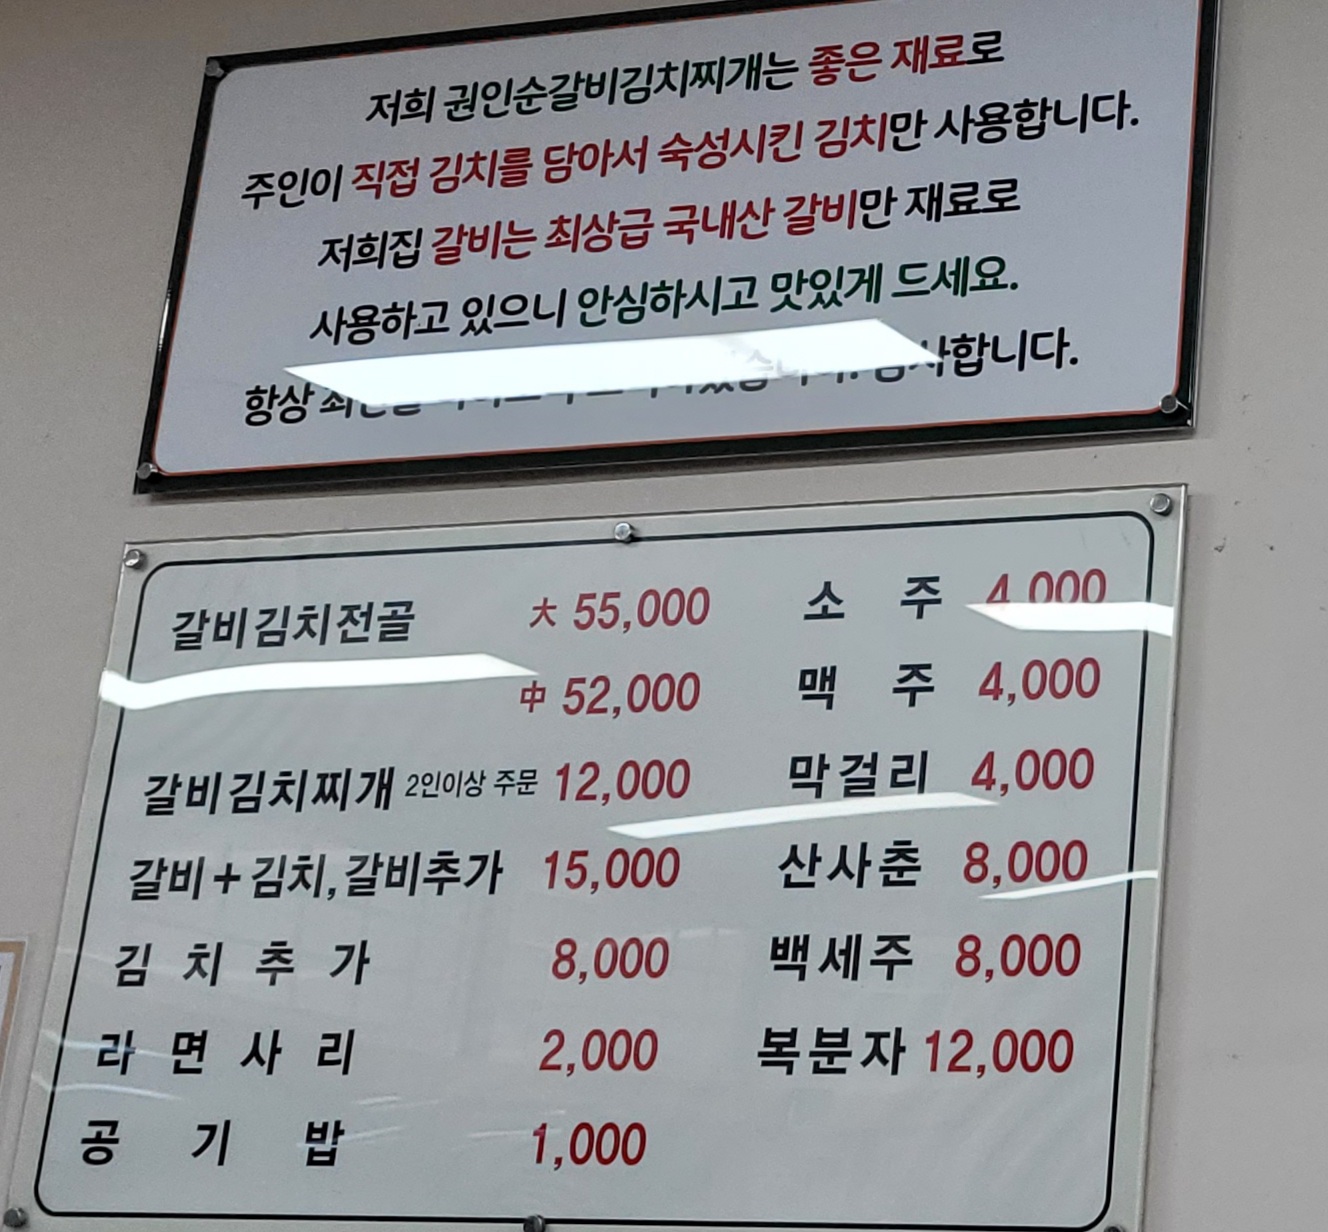 저희 권인순갈비김치찌개는 좋은 재료로
주인이 직접 김치를 담아서 숙성시킨 김치만 사용합니다.
저희집 갈비는 최상급 국내산 갈비만 재료로
사용하고 있으니 안심하시고 맛있게 드세요.
항상 감사합니다.
갈비김치전골 大 55,000
中 52,000
갈비김치찌개 2인이상 주문 12,000
갈비+김치,갈비추가 15,000
김 치 추 가 8,000
라 면 사 리 2,000
공 기 밥 1,000
소 주 4,000
맥 주 4,000
막걸리 4,000
산사춘 8,000
백세주 8,000
복분자 12,000